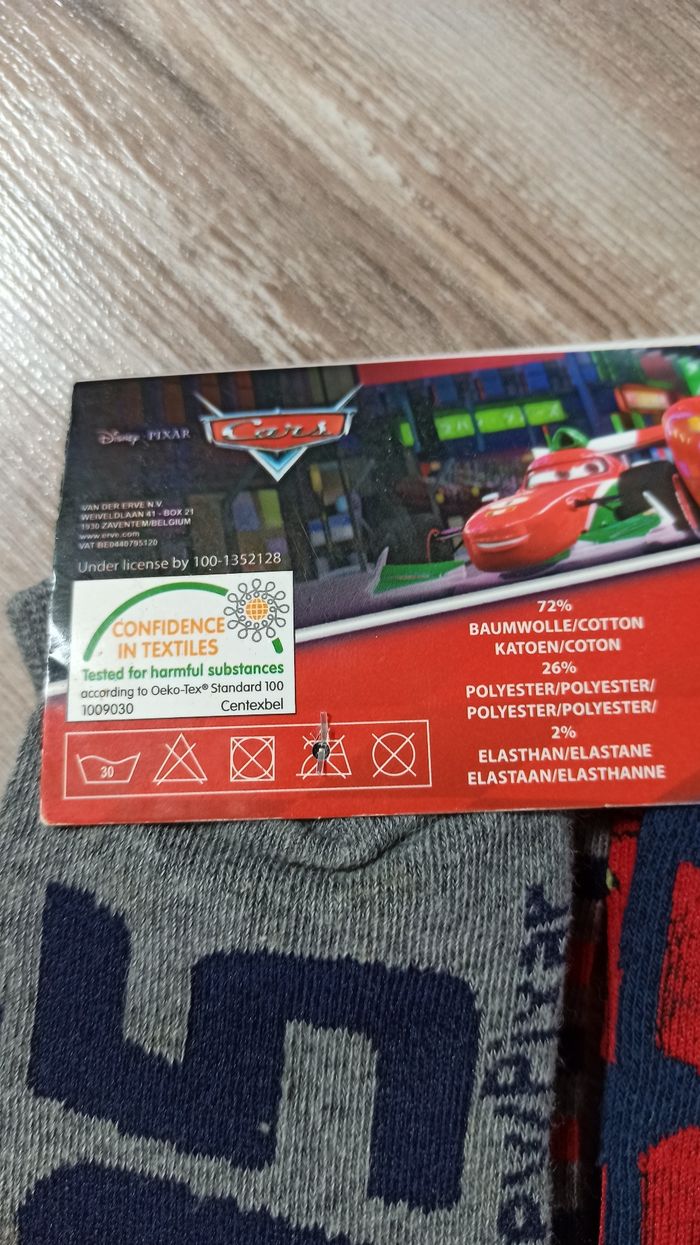 Disney · PIXAR
Cars
VAN DER ERVE N.V.
WEIVELDLAAN 41 - BOX 21
1930 ZAVENTEM/BELGIUM
www.erve.com
VAT BE0440795120
Under license by 100-1352128
CONFIDENCE
IN TEXTILES
Tested for harmful substances
according to Oeko-Tex® Standard 100
1009030 Centexbel
30
72%
BAUMWOLLE/COTTON
KATOEN/COTON
26%
POLYESTER/POLYESTER/
POLYESTER/POLYESTER/
2%
ELASTHAN/ELASTANE
ELASTAAN/ELASTHANNE